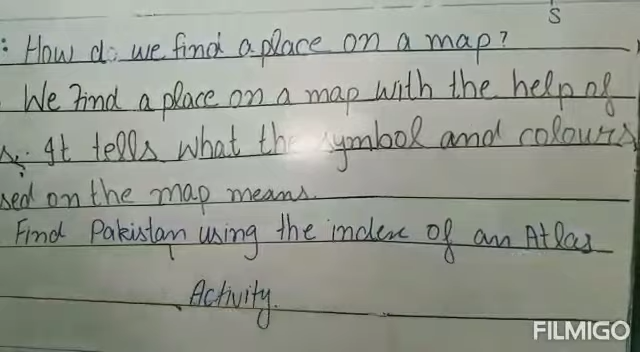 S
: How do we find a place on a map?
We Find a place on a map with the help of
It tells what the symbol and colours
sed on the map means.
Find Pakistan using the index of an Atlas
Activity.
FILMIGO